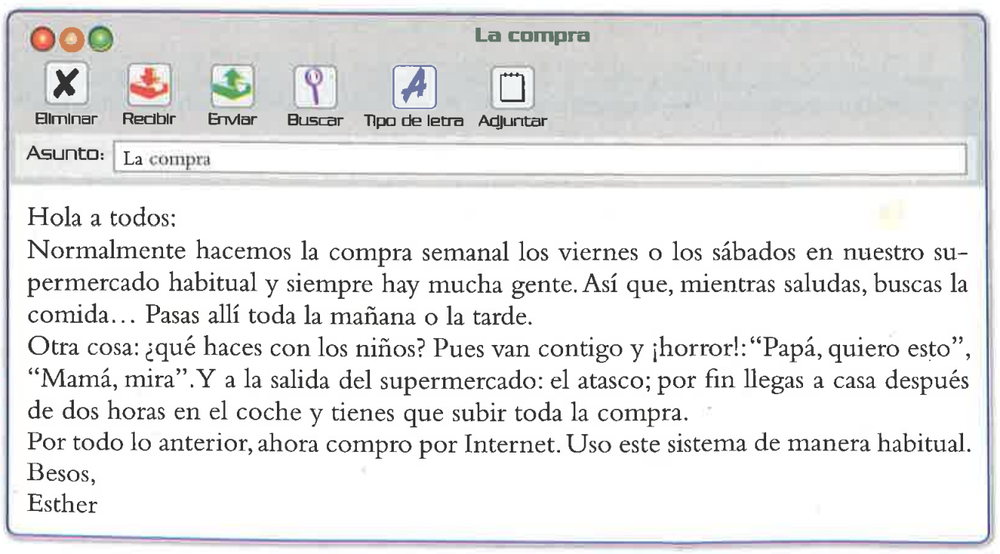 La compra
Eliminar Recibir Enviar Buscar Tipo de letra Adjuntar
Asunto: La compra
Hola a todos:
Normalmente hacemos la compra semanal los viernes o los sábados en nuestro su-
permercado habitual y siempre hay mucha gente. Así que, mientras saludas, buscas la
comida... Pasas allí toda la mañana o la tarde.
Otra cosa: ¿qué haces con los niños? Pues van contigo y ¡horror!: “Papá, quiero esto”,
“Mamá, mira”. Y a la salida del supermercado: el atasco; por fin llegas a casa después
de dos horas en el coche y tienes que subir toda la compra.
Por todo lo anterior, ahora compro por Internet. Uso este sistema de manera habitual.
Besos,
Esther